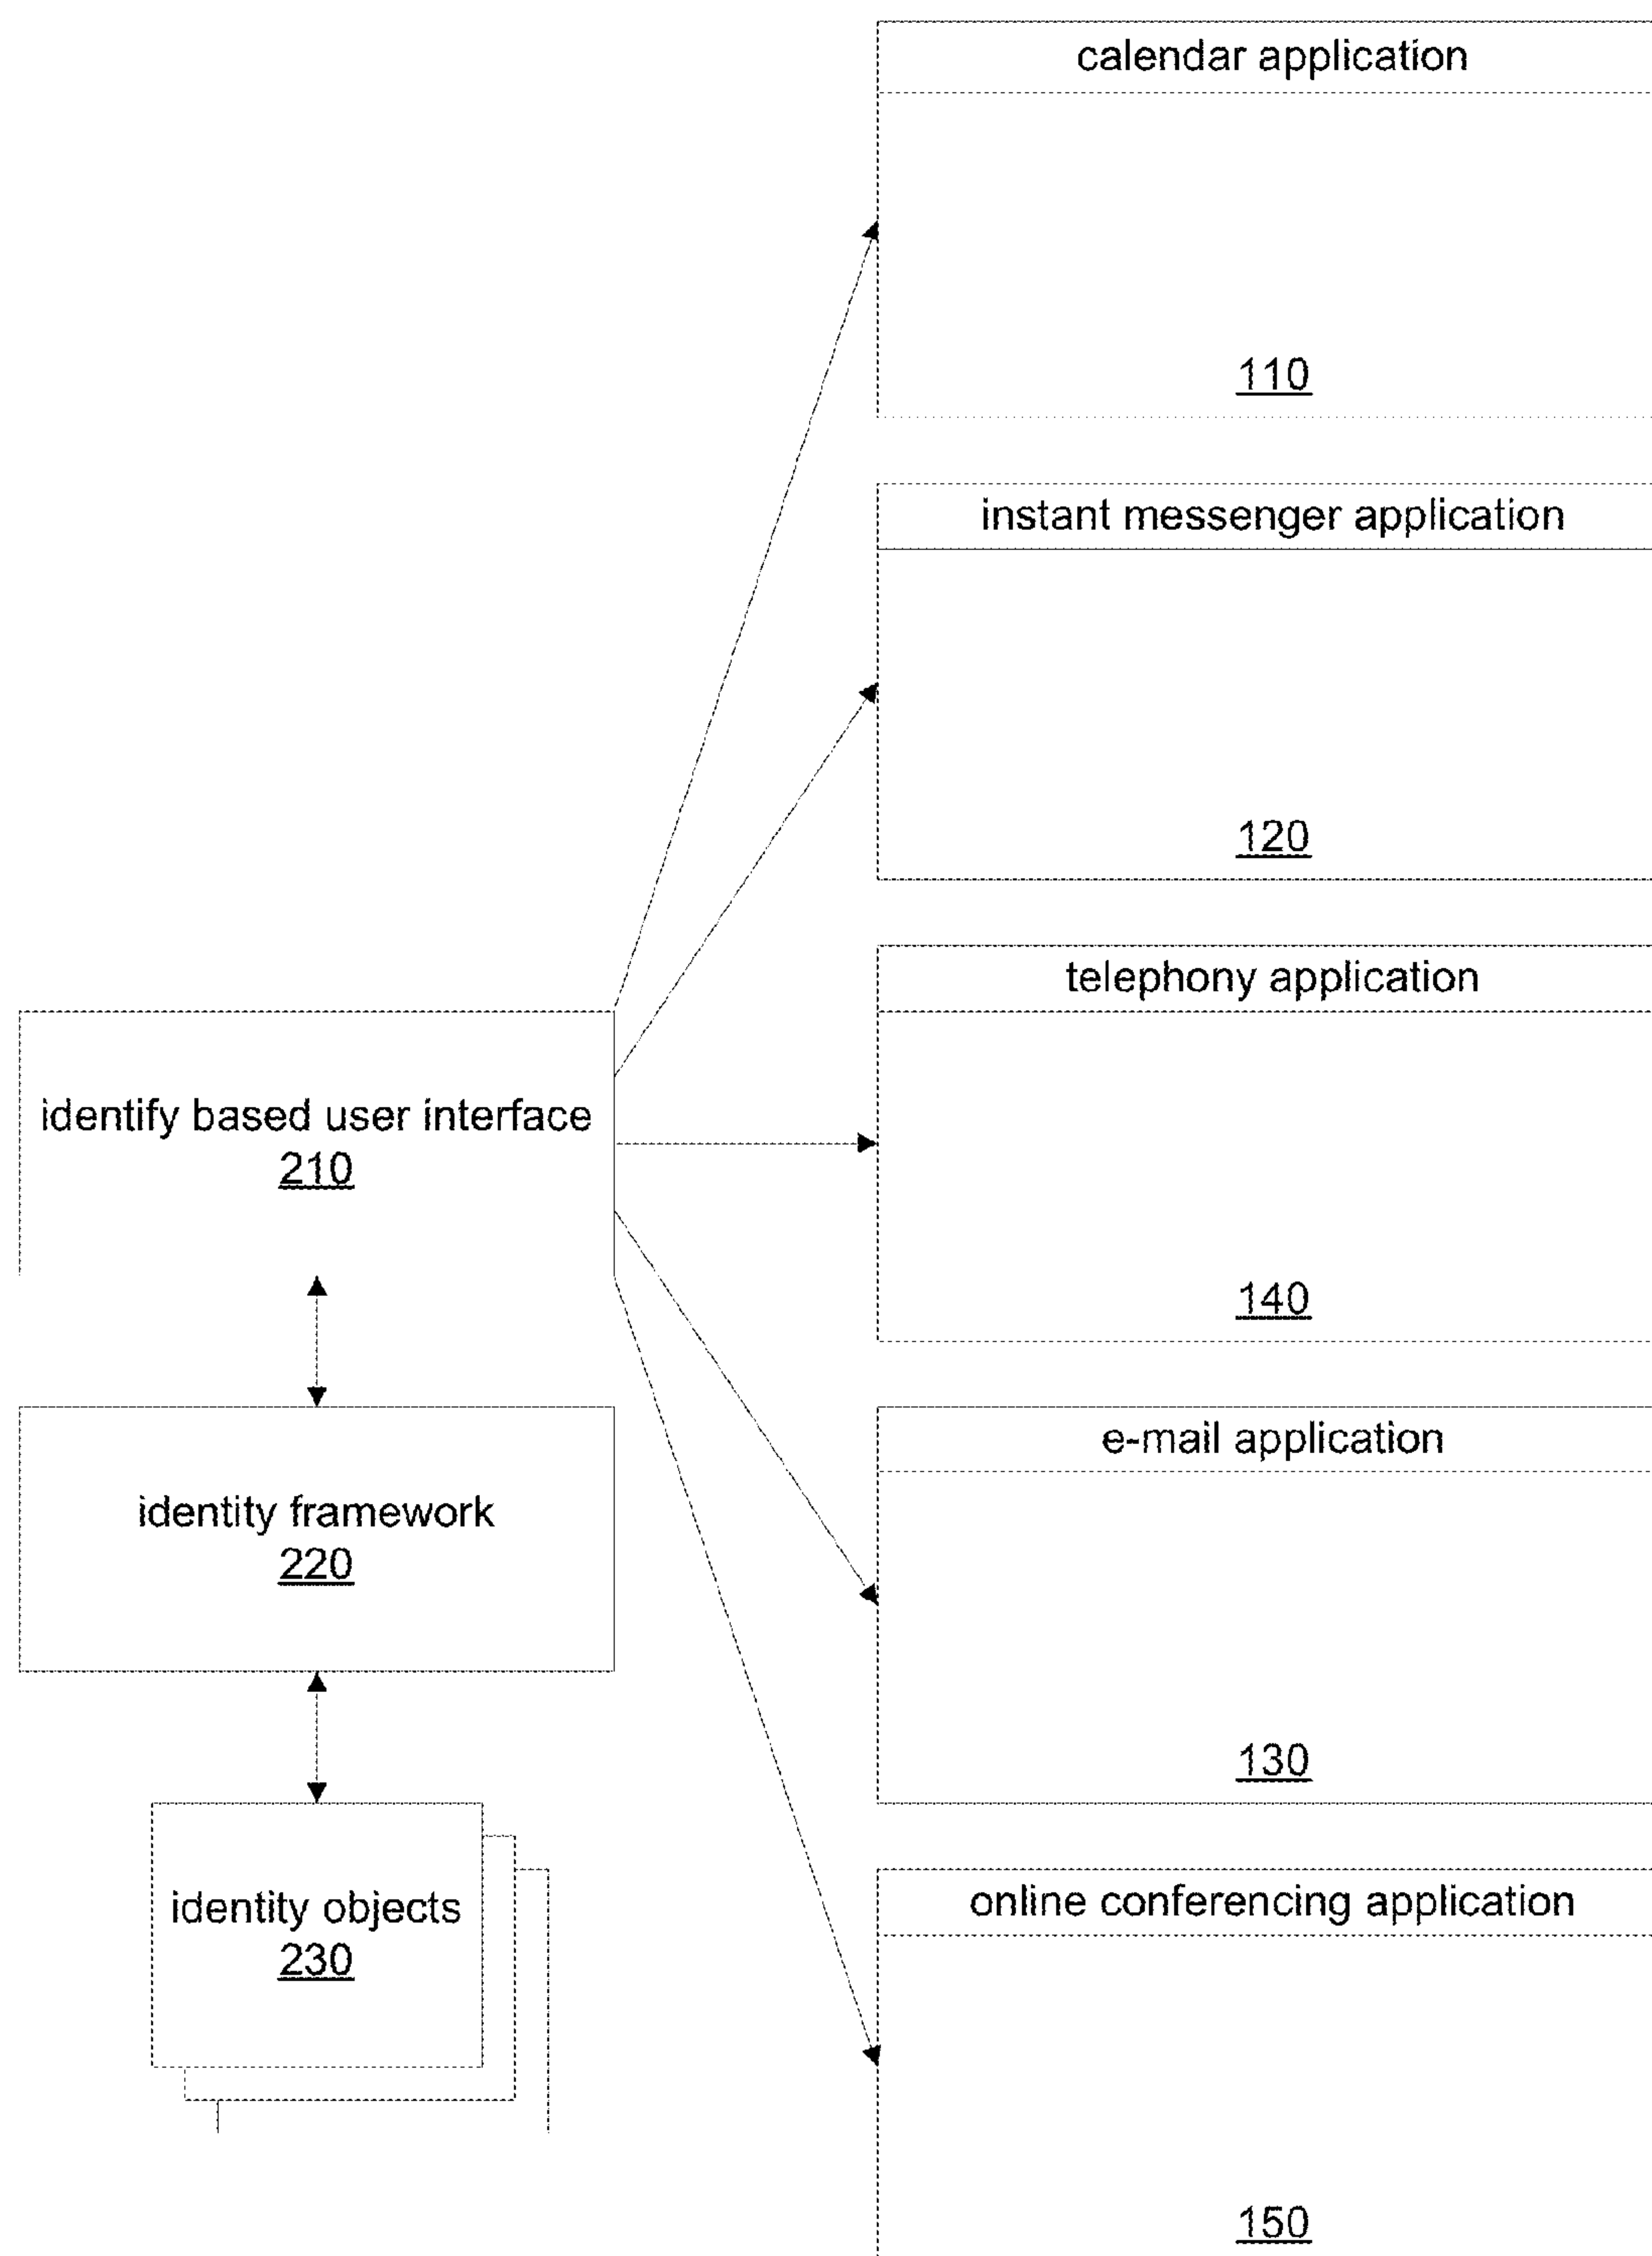 calendar application
110
instant messenger application
120
telephony application
140
identify based user interface
210
identity framework
220
e-mail application
130
identity objects
230
online conferencing application
150